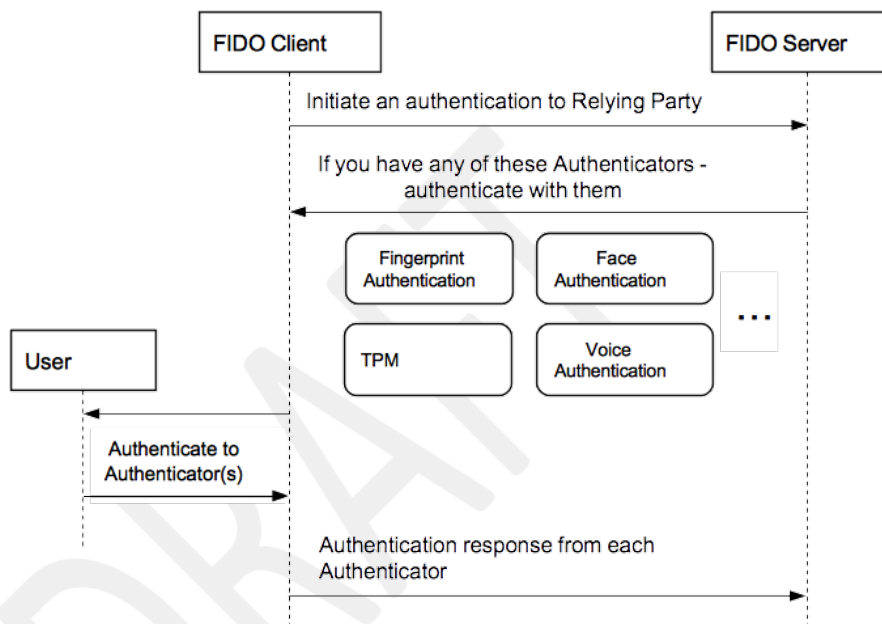 FIDO Client
FIDO Server
Initiate an authentication to Relying Party
If you have any of these Authenticators -
authenticate with them
Fingerprint
Authentication
Face
Authentication
...
TPM
Voice
Authentication
User
Authenticate to
Authenticator(s)
Authentication response from each
Authenticator
DRAFT